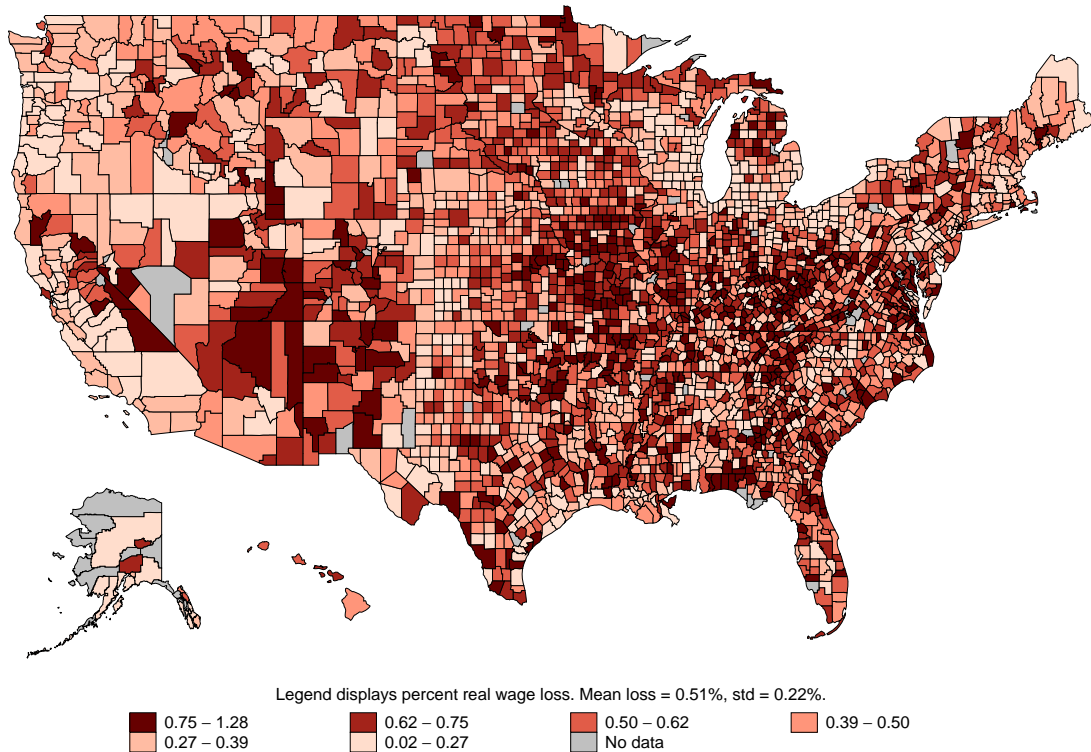 Legend displays percent real wage loss. Mean loss = 0.51%, std = 0.22%.
0.75 – 1.28 0.62 – 0.75 0.50 – 0.62 0.39 – 0.50
0.27 – 0.39 0.02 – 0.27 No data